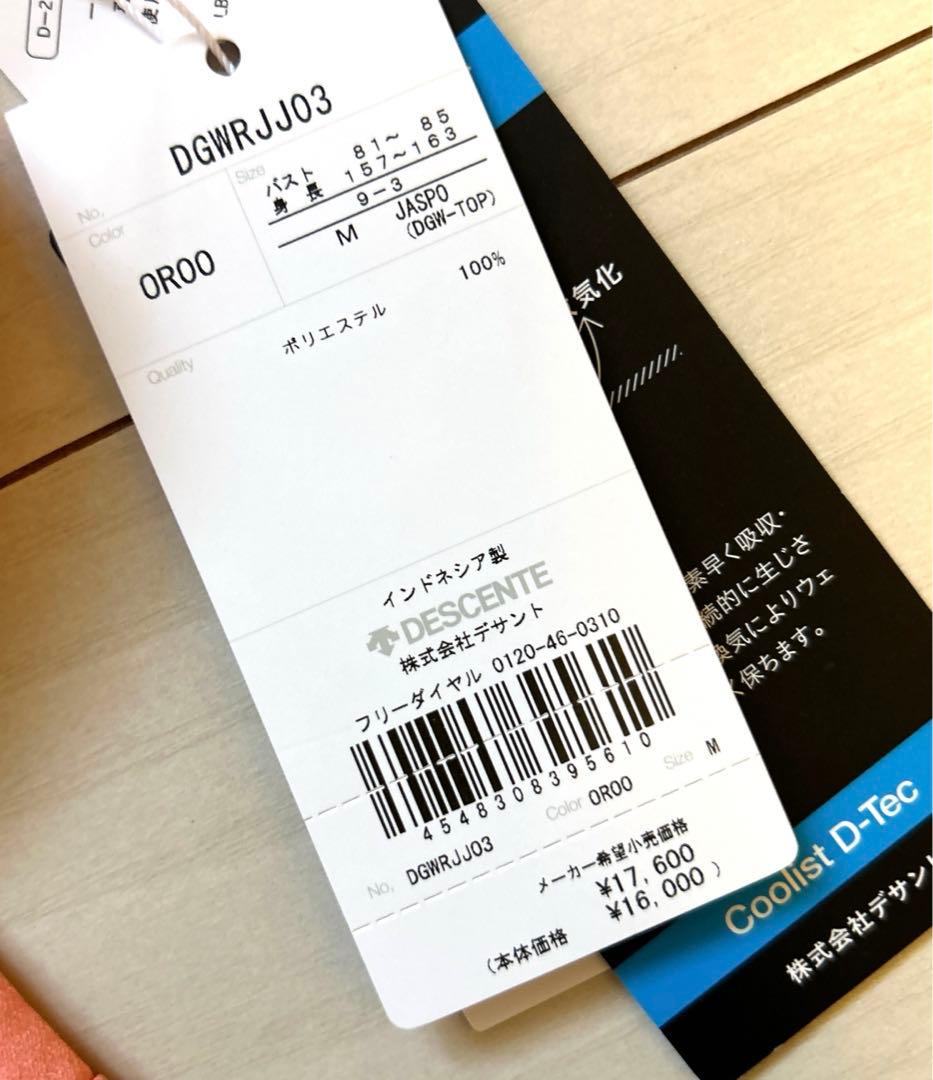 D-2
LB
DGWRJJ03
No.
Size
バスト 81～ 85
身 長 157～163
9-3
M JASPO
(DGW-TOP)
Color
OR00
Quality
ポリエステル 100%
インドネシア製
DESCENTE
株式会社デサント
フリーダイヤル 0120-46-0310
4548308395610
No. DGWRJJ03 Color OR00 Size M
メーカー希望小売価格
¥17,600
(本体価格 ¥16,000 )
気化
素早く吸収・
続的に生じさ
換気によりウェ
く保ちます。
Coolist D-Tec
株式会社デサント